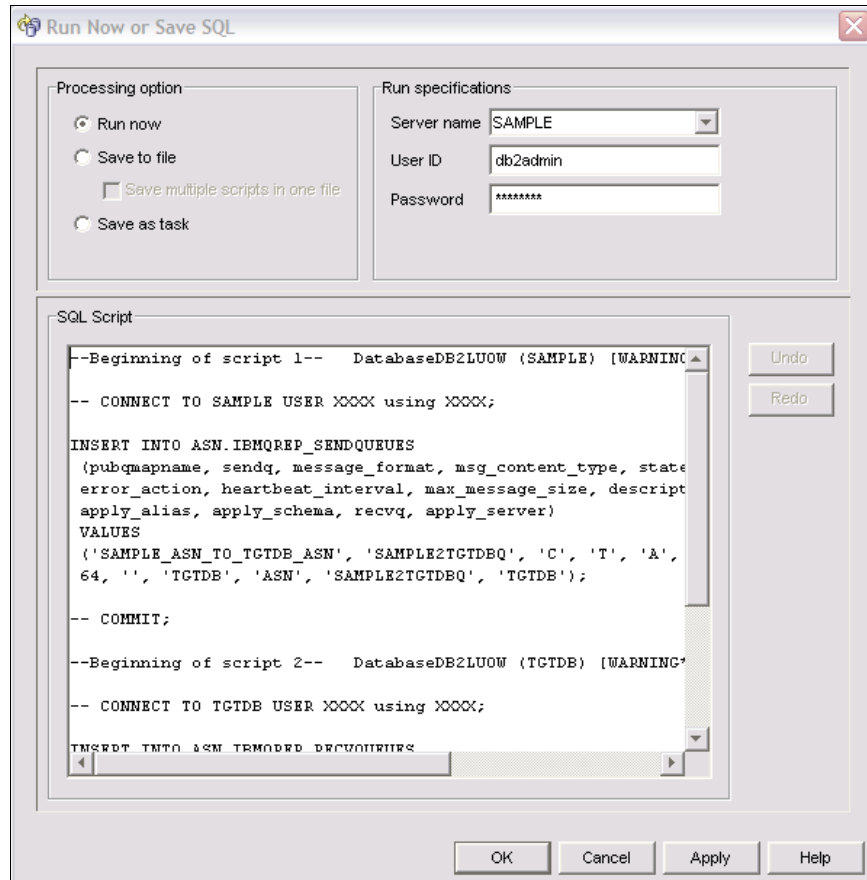 Run Now or Save SQL
Processing option
Run now
Save to file
Save multiple scripts in one file
Save as task
Run specifications
Server name SAMPLE
User ID db2admin
Password ********
SQL Script
--Beginning of script 1-- DatabaseDB2LUOW (SAMPLE) [WARNING
-- CONNECT TO SAMPLE USER XXXX using XXXX;
INSERT INTO ASN.IBMQREP_SENDQUEUES
(pubqmapname, sendq, message_format, msg_content_type, state
error_action, heartbeat_interval, max_message_size, descript
apply_alias, apply_schema, recvq, apply_server)
VALUES
('SAMPLE_ASN_TO_TGTDB_ASN', 'SAMPLE2TGTDBQ', 'C', 'T', 'A',
64, '', 'TGTDB', 'ASN', 'SAMPLE2TGTDBQ', 'TGTDB');
-- COMMIT;
--Beginning of script 2-- DatabaseDB2LUOW (TGTDB) [WARNING*
-- CONNECT TO TGTDB USER XXXX using XXXX;
INSERT INTO ASN.IBMQREP_RECVQUEUES
Undo
Redo
OK Cancel Apply Help